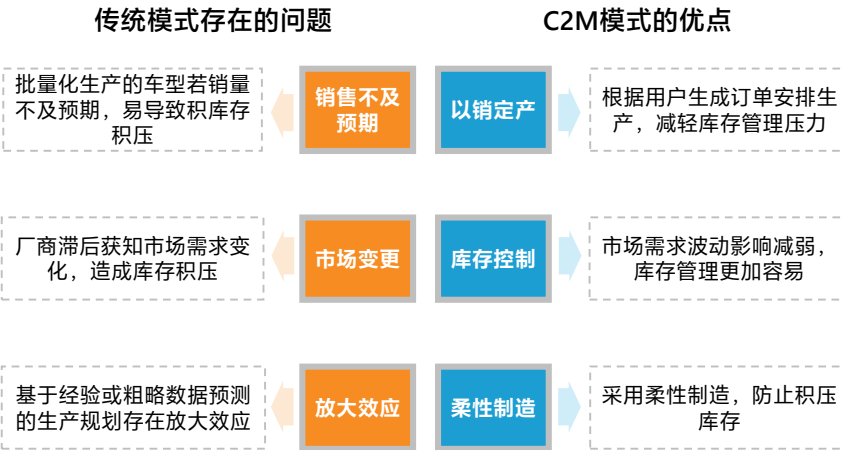 传统模式存在的问题
C2M模式的优点
批量化生产的车型若销量
不及预期，易导致积库存
积压
销售不及
预期
以销定产
根据用户生成订单安排生
产，减轻库存管理压力
厂商滞后获知市场需求变
化，造成库存积压
市场变更
库存控制
市场需求波动影响减弱，
库存管理更加容易
基于经验或粗略数据预测
的生产规划存在放大效应
放大效应
柔性制造
采用柔性制造，防止积压
库存